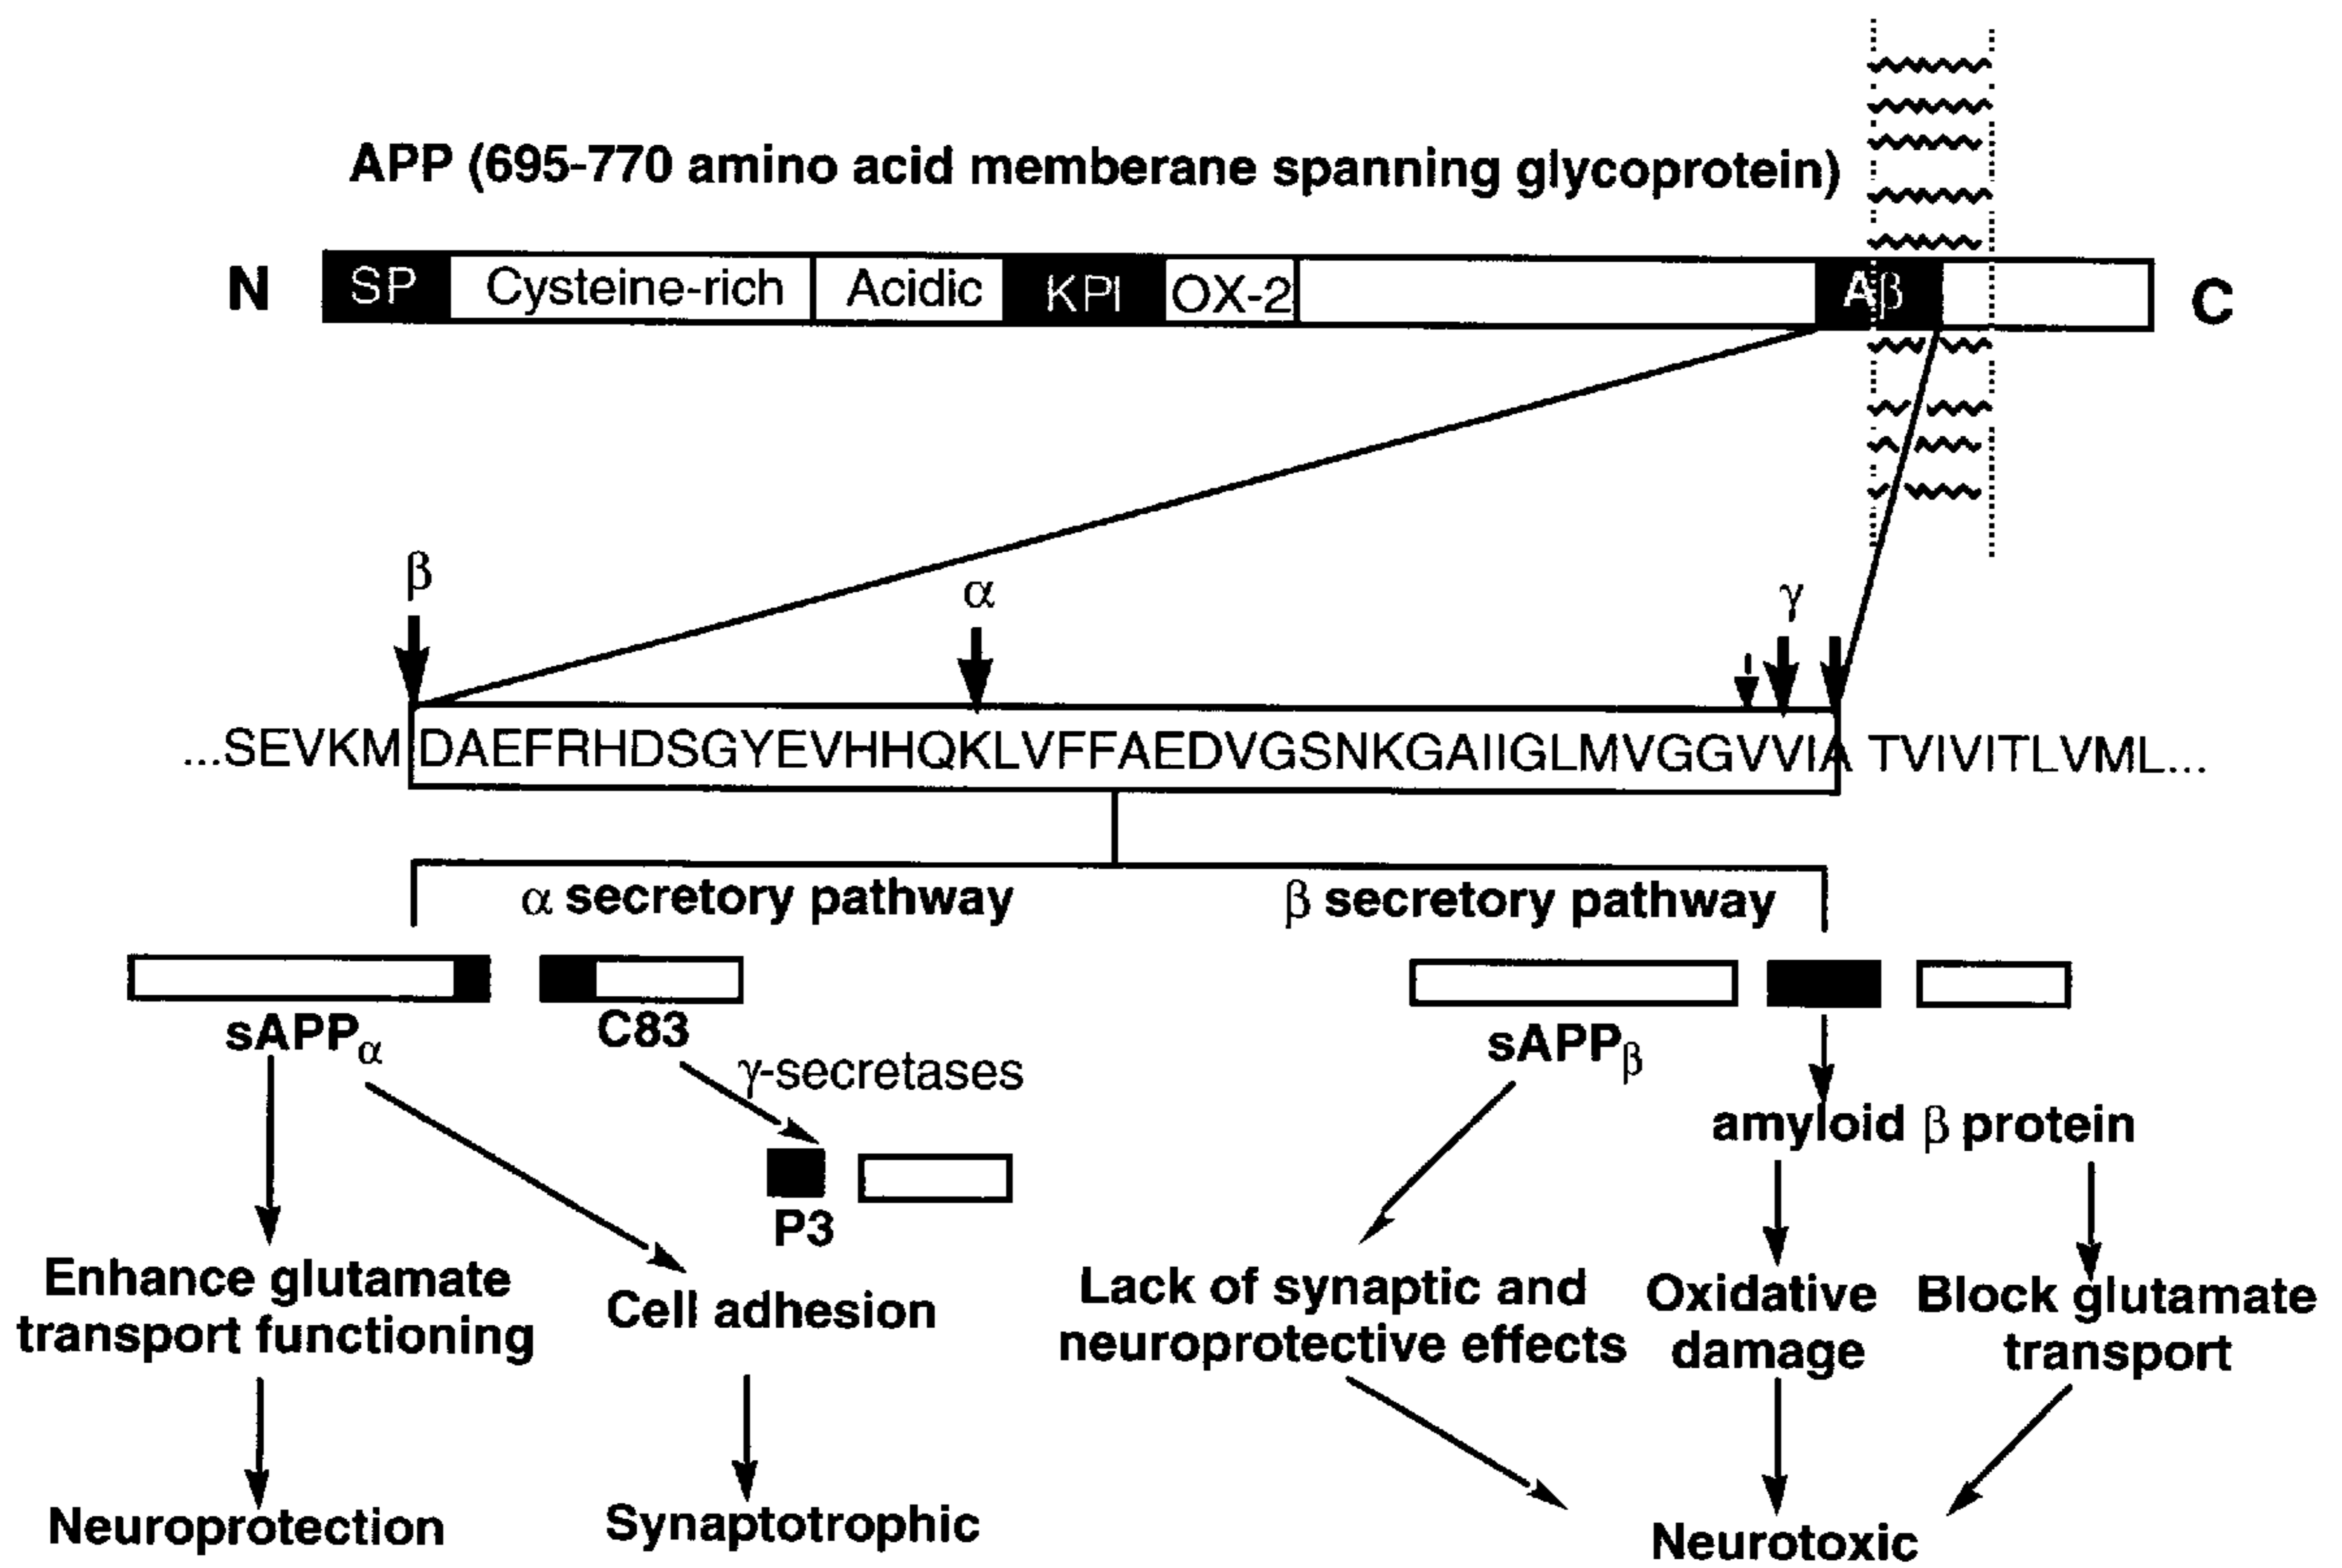 APP (695-770 amino acid memberane spanning glycoprotein)
N SP Cysteine-rich Acidic KPI OX-2 Aβ C
β α γ
...SEVKM DAEFRHDSGYEVHHQKLVFFAEDVGSNKGAIIGLMVGGVVIA TVIVITLVML...
α secretory pathway β secretory pathway
sAPPα C83 sAPPβ
γ-secretases
amyloid β protein
P3
Enhance glutamate
transport functioning
Cell adhesion
Lack of synaptic and
neuroprotective effects
Oxidative
damage
Block glutamate
transport
Neuroprotection Synaptotrophic Neurotoxic